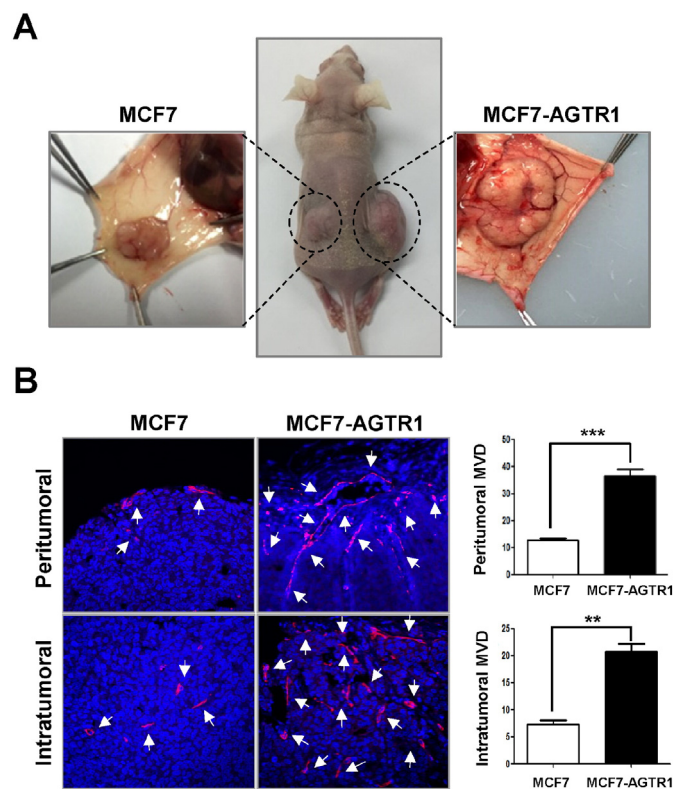 A
MCF7
MCF7-AGTR1
B
MCF7
MCF7-AGTR1
Peritumoral
Intratumoral
Peritumoral MVD
50
40
30
20
10
0
***
MCF7
MCF7-AGTR1
Intratumoral MVD
25
20
15
10
5
0
**
MCF7
MCF7-AGTR1